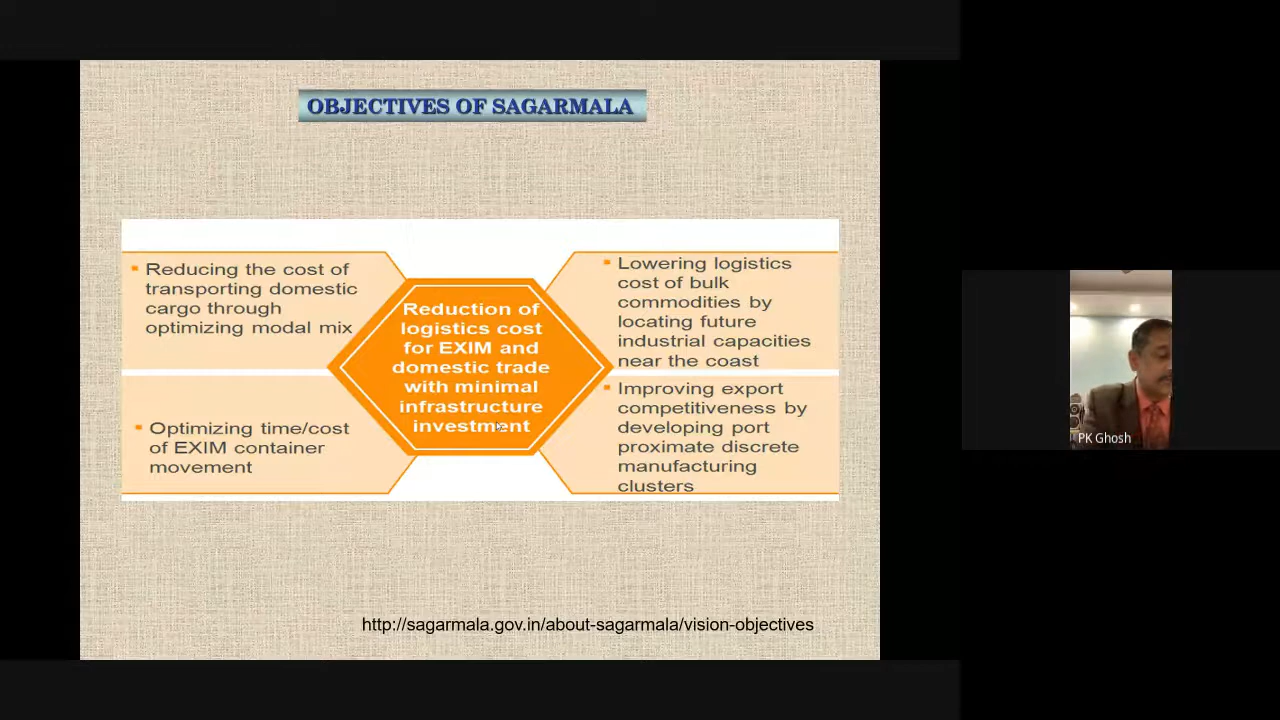 OBJECTIVES OF SAGARMALA
Reducing the cost of
transporting domestic
cargo through
optimizing modal mix
Optimizing time/cost
of EXIM container
movement
Reduction of
logistics cost
for EXIM and
domestic trade
with minimal
infrastructure
investment
Lowering logistics
cost of bulk
commodities by
locating future
industrial capacities
near the coast
Improving export
competitiveness by
developing port
proximate discrete
manufacturing
clusters
http://sagarmala.gov.in/about-sagarmala/vision-objectives
PK Ghosh